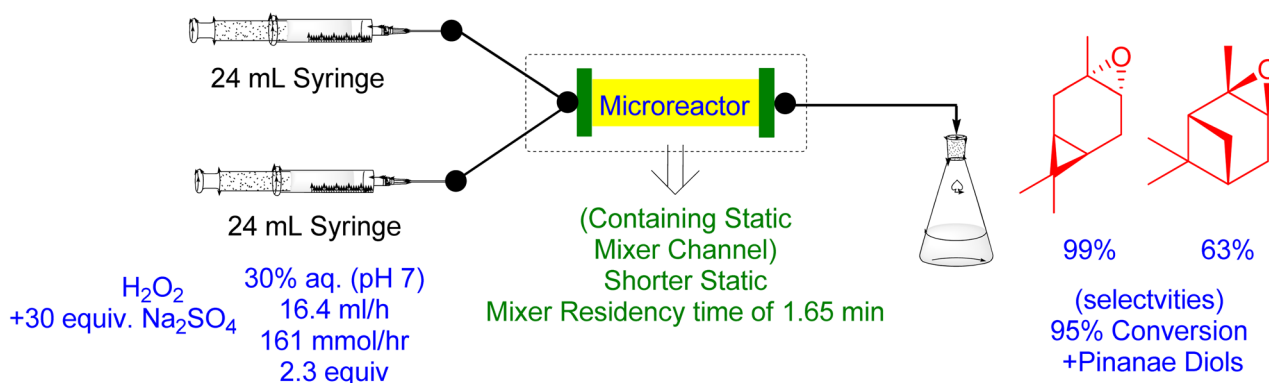 24 mL Syringe
Microreactor
24 mL Syringe
H₂O₂
+30 equiv. Na₂SO₄
30% aq. (pH 7)
16.4 ml/h
161 mmol/hr
2.3 equiv
(Containing Static
Mixer Channel)
Shorter Static
Mixer Residency time of 1.65 min
O
O
99%
63%
(selectvities)
95% Conversion
+Pinanae Diols